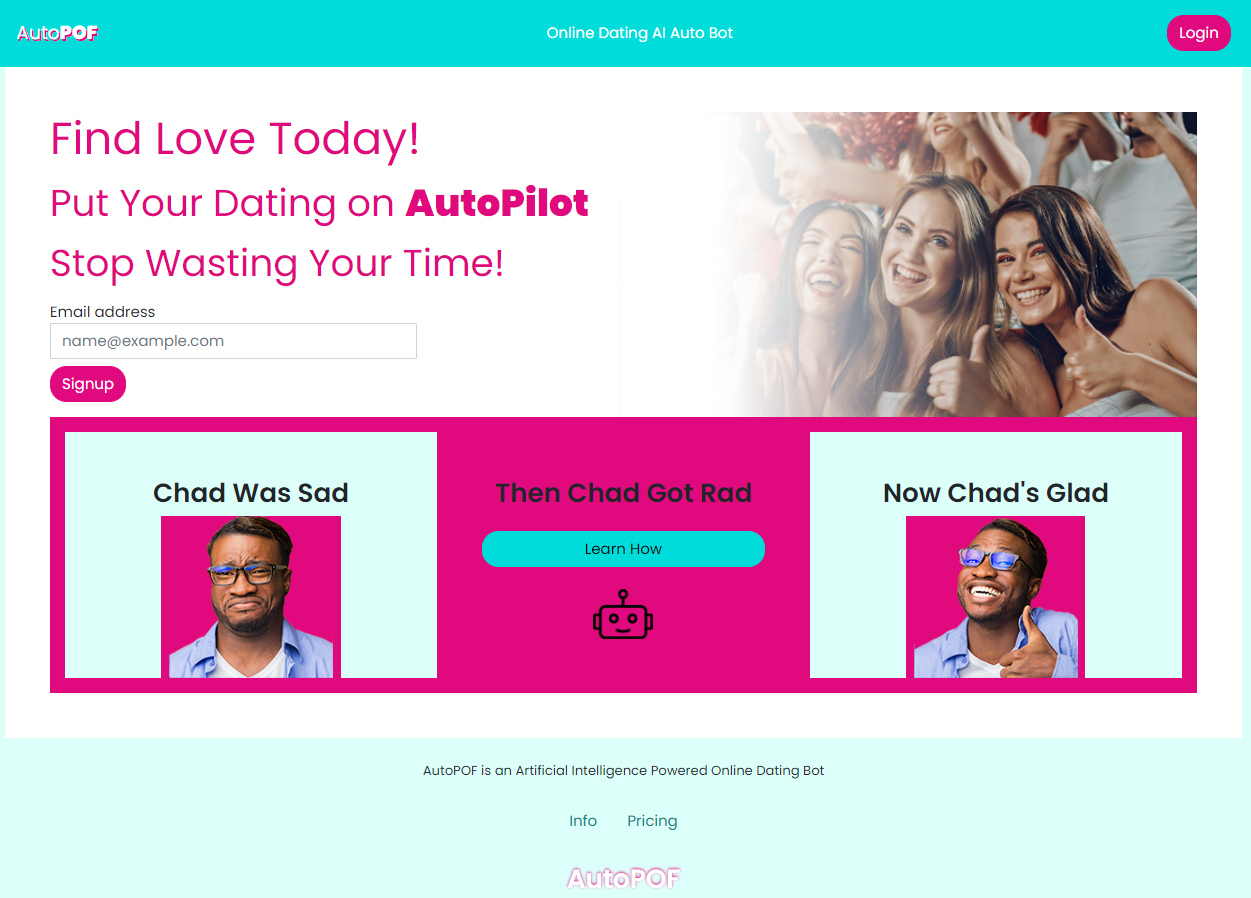 AutoPOF
Online Dating AI Auto Bot
Login
Find Love Today!
Put Your Dating on AutoPilot
Stop Wasting Your Time!
Email address
name@example.com
Signup
Chad Was Sad
Then Chad Got Rad
Learn How
Now Chad's Glad
AutoPOF is an Artificial Intelligence Powered Online Dating Bot
Info Pricing
AutoPOF